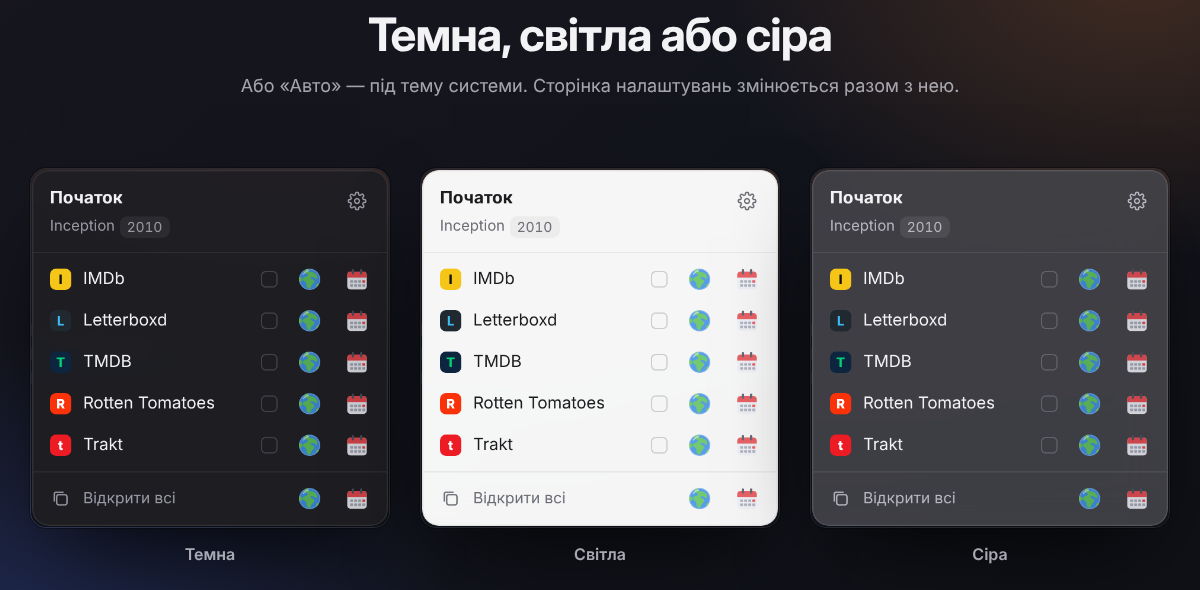 Темна, світла або сіра
Або «Авто» — під тему системи. Сторінка налаштувань змінюється разом з нею.
Початок
Inception 2010
I IMDb
L Letterboxd
T TMDB
R Rotten Tomatoes
t Trakt
Відкрити всі
Темна
Початок
Inception 2010
I IMDb
L Letterboxd
T TMDB
R Rotten Tomatoes
t Trakt
Відкрити всі
Світла
Початок
Inception 2010
I IMDb
L Letterboxd
T TMDB
R Rotten Tomatoes
t Trakt
Відкрити всі
Сіра